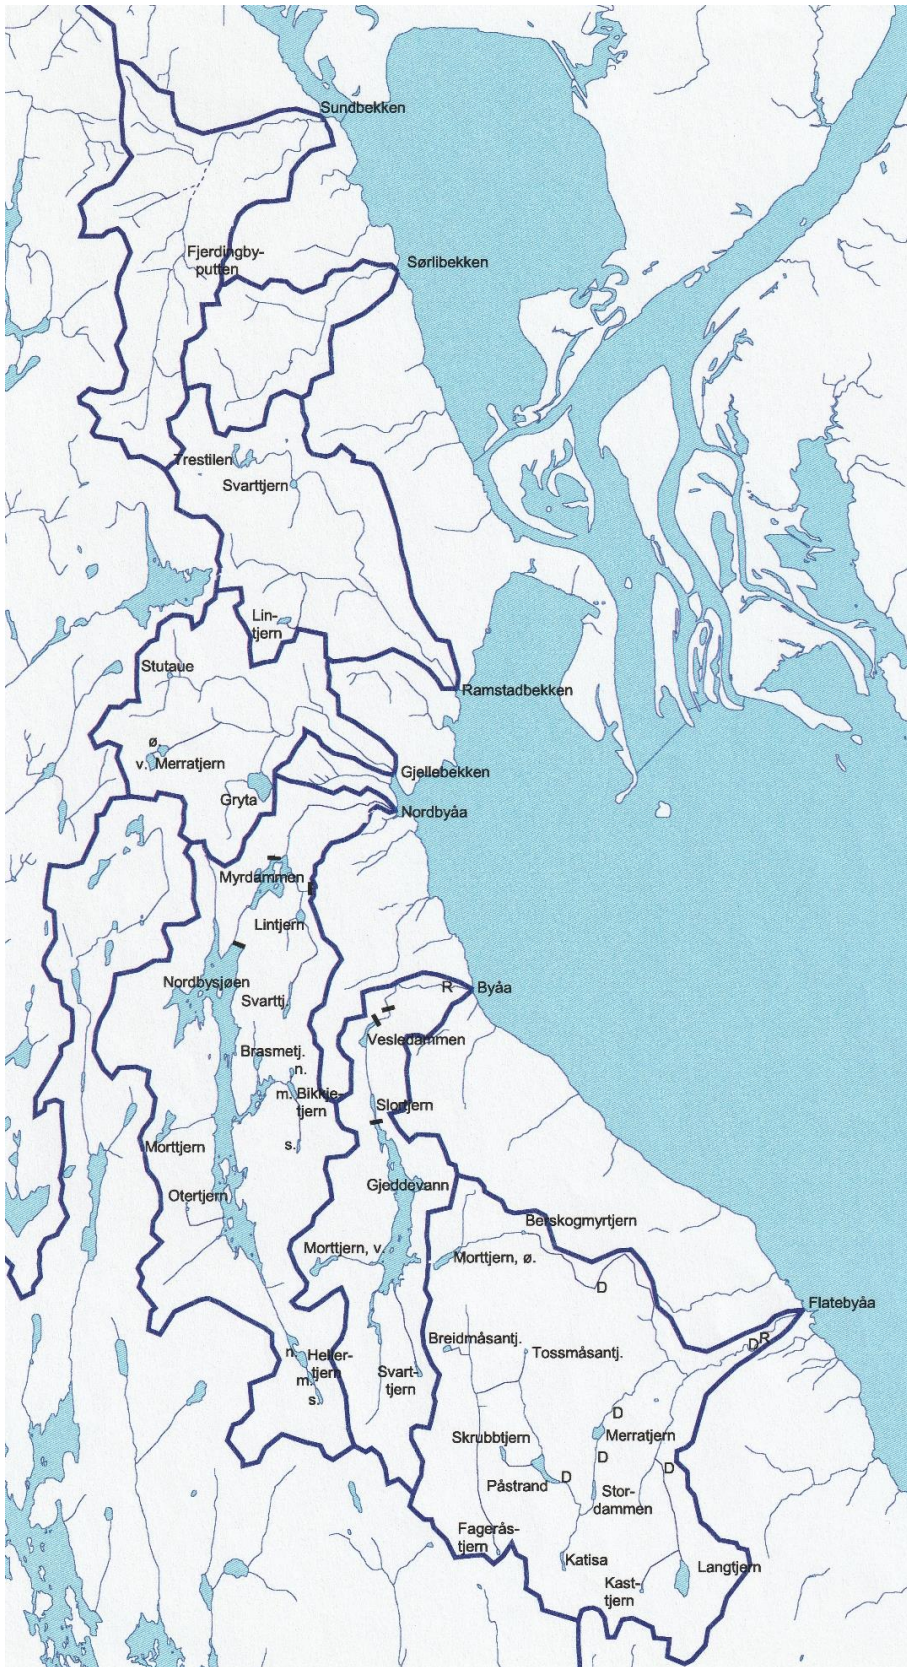 Sundbekken
Fjerdingby-
putten
Sørlibekken
Trestilen
Svarttjern
Lin-
tjern
Stutaue
Ramstadbekken
ø
v. Merratjern
Gjellebekken
Gryta
Nordbyåa
Myrdammen
Lintjern
Nordbysjøen
R Byåa
Svarttj.
Vesledammen
Brasmetj.
n.
m. Bikkje-
tjern
Slortjern
Morttjern
s.
Gjeddevann
Otertjern
Berskogmyrtjern
Morttjern, v.
Morttjern, ø.
D
Flatebyåa
D R
n. Heller-
tjern
m.
s.
Breidmåsantj.
Tossmåsantj.
Svart-
tjern
D
Merratjern
Skrubbtjern
D
D
D
Påstrand
Stor-
dammen
Fagerås-
tjern
Katisa
Langtjern
Kast-
tjern